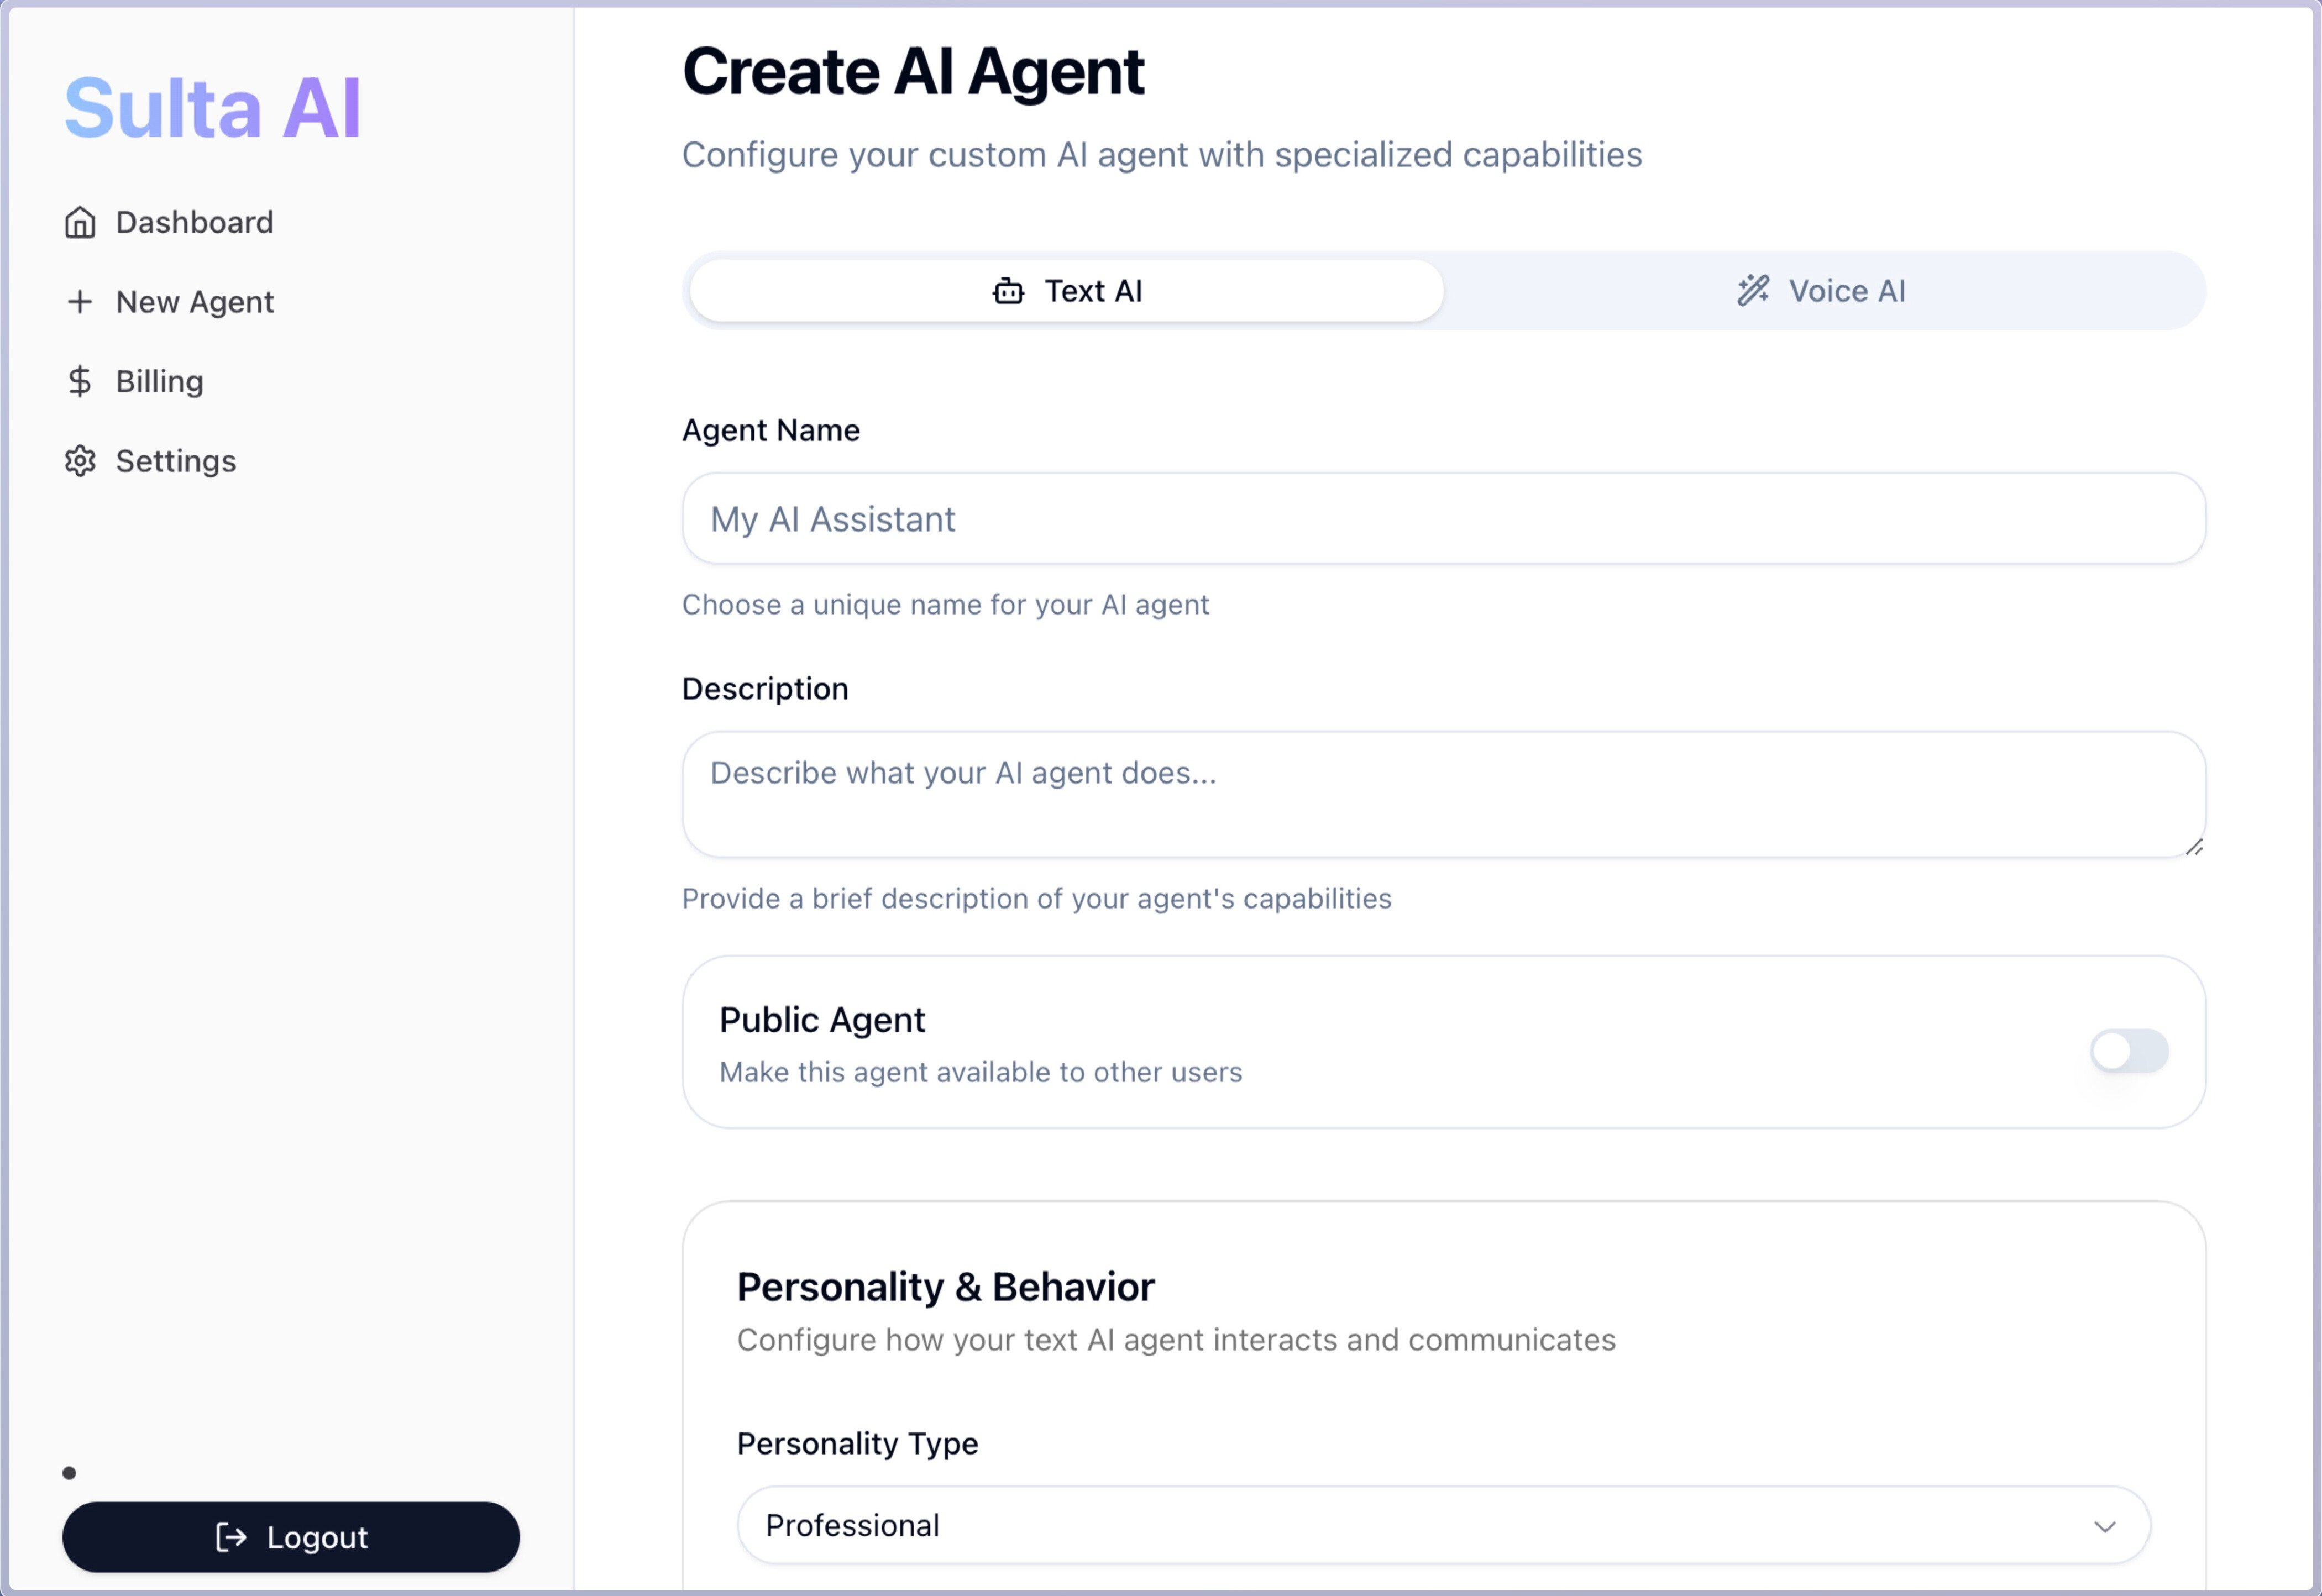 Sulta AI
Dashboard
New Agent
Billing
Settings
Logout
Create AI Agent
Configure your custom AI agent with specialized capabilities
Text AI
Voice AI
Agent Name
My AI Assistant
Choose a unique name for your AI agent
Description
Describe what your AI agent does...
Provide a brief description of your agent's capabilities
Public Agent
Make this agent available to other users
Personality & Behavior
Configure how your text AI agent interacts and communicates
Personality Type
Professional